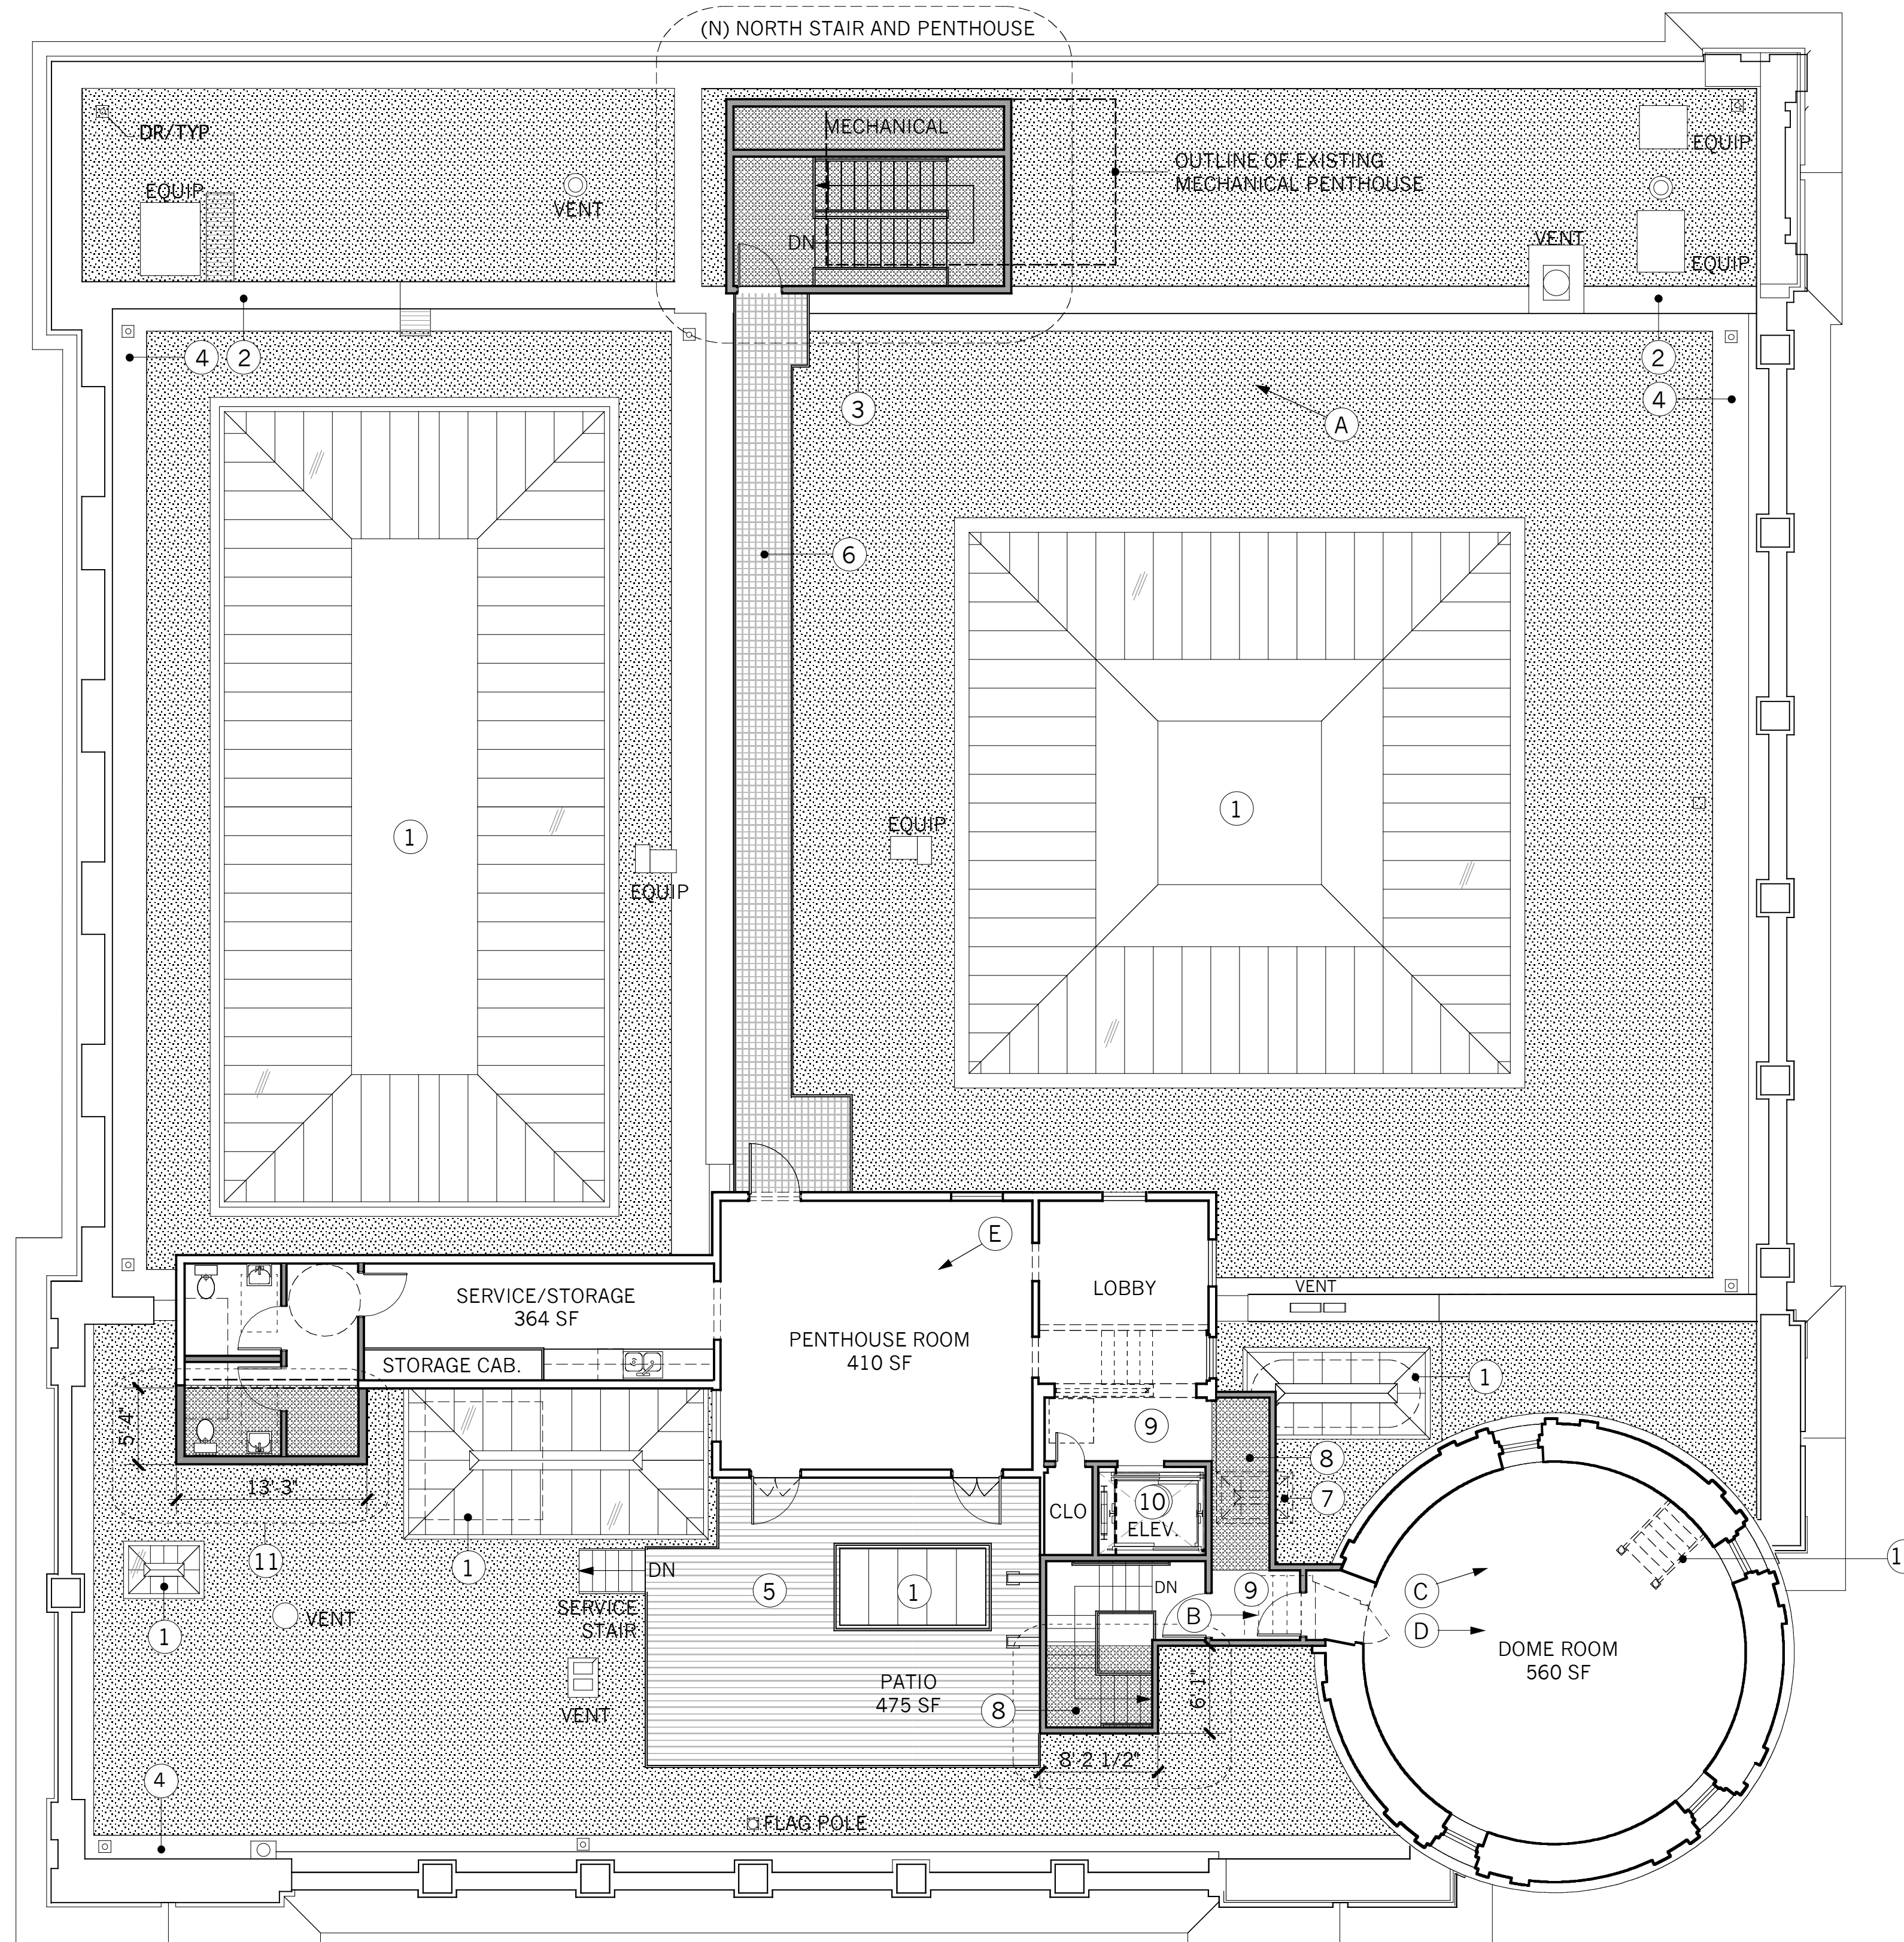 (N) NORTH STAIR AND PENTHOUSE
MECHANICAL
DR/TYP
EQUIP
VENT
DN
OUTLINE OF EXISTING
MECHANICAL PENTHOUSE
EQUIP
VENT
EQUIP
4
2
3
A
2
4
6
1
1
EQUIP
EQUIP
E
SERVICE/STORAGE
364 SF
STORAGE CAB.
PENTHOUSE ROOM
410 SF
LOBBY
VENT
1
5'-4"
13'-3"
11
1
1
VENT
DN
SERVICE
STAIR
VENT
5
1
PATIO
475 SF
9
8
7
CLO
10
ELEV.
DN
9
B
8
6'1"
8'-2 1/2"
C
D
1
DOME ROOM
560 SF
4
FLAG POLE